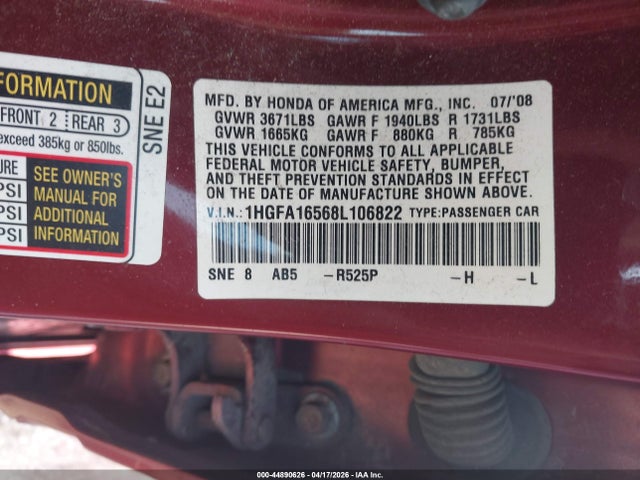 FORMATION
FRONT 2 REAR 3
exceed 385kg or 850lbs.
SEE OWNER'S
MANUAL FOR
ADDITIONAL
INFORMATION
PSI
PSI
PSI
SNE E2
MFD. BY HONDA OF AMERICA MFG., INC. 07/'08
GVWR 3671LBS GAWR F 1940LBS R 1731LBS
GVWR 1665KG GAWR F 880KG R 785KG
THIS VEHICLE CONFORMS TO ALL APPLICABLE
FEDERAL MOTOR VEHICLE SAFETY, BUMPER,
AND THEFT PREVENTION STANDARDS IN EFFECT
ON THE DATE OF MANUFACTURE SHOWN ABOVE.
V.I.N.: 1HGFA16568L106822 TYPE:PASSENGER CAR
SNE 8 AB5 -R525P -H -L
000-44890626 - 04/17/2026 - IAA Inc.